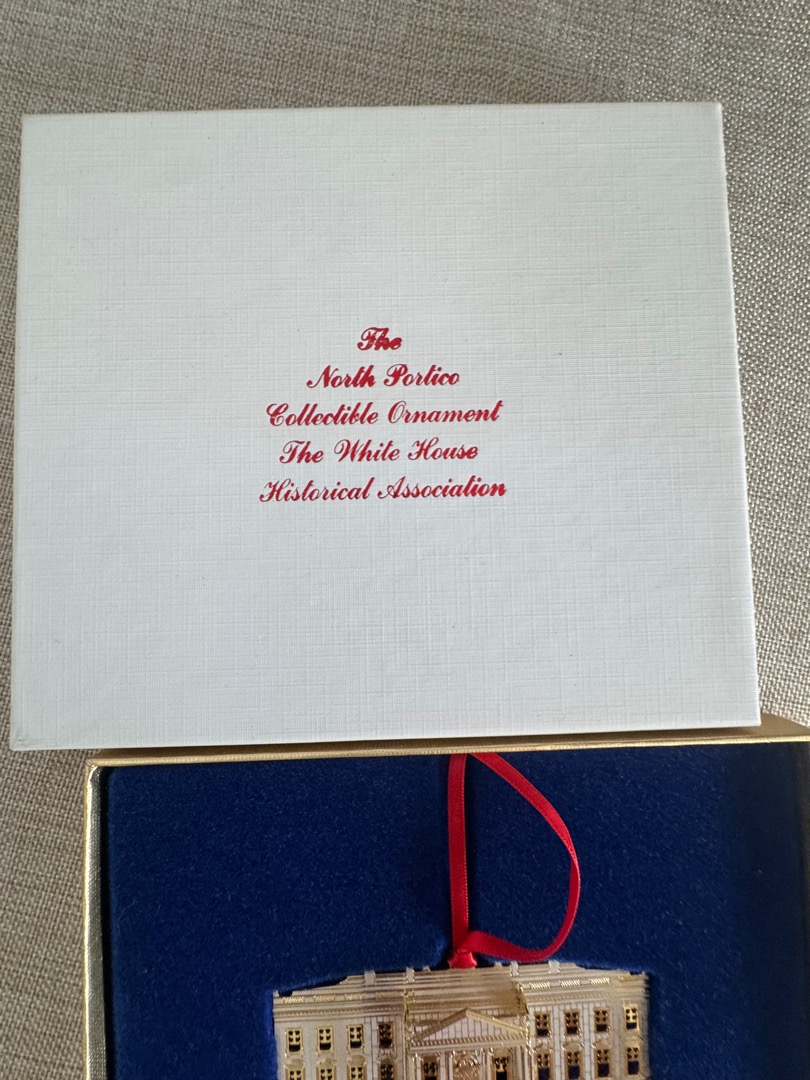 The
North Portico
Collectible Ornament
The White House
Historical Association